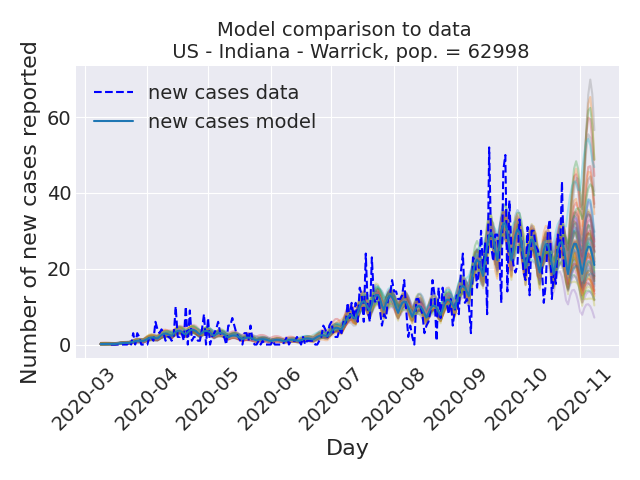 Model comparison to data
US - Indiana - Warrick, pop. = 62998
Number of new cases reported
new cases data
new cases model
60
40
20
0
2020-03
2020-04
2020-05
2020-06
2020-07
2020-08
2020-09
2020-10
2020-11
Day